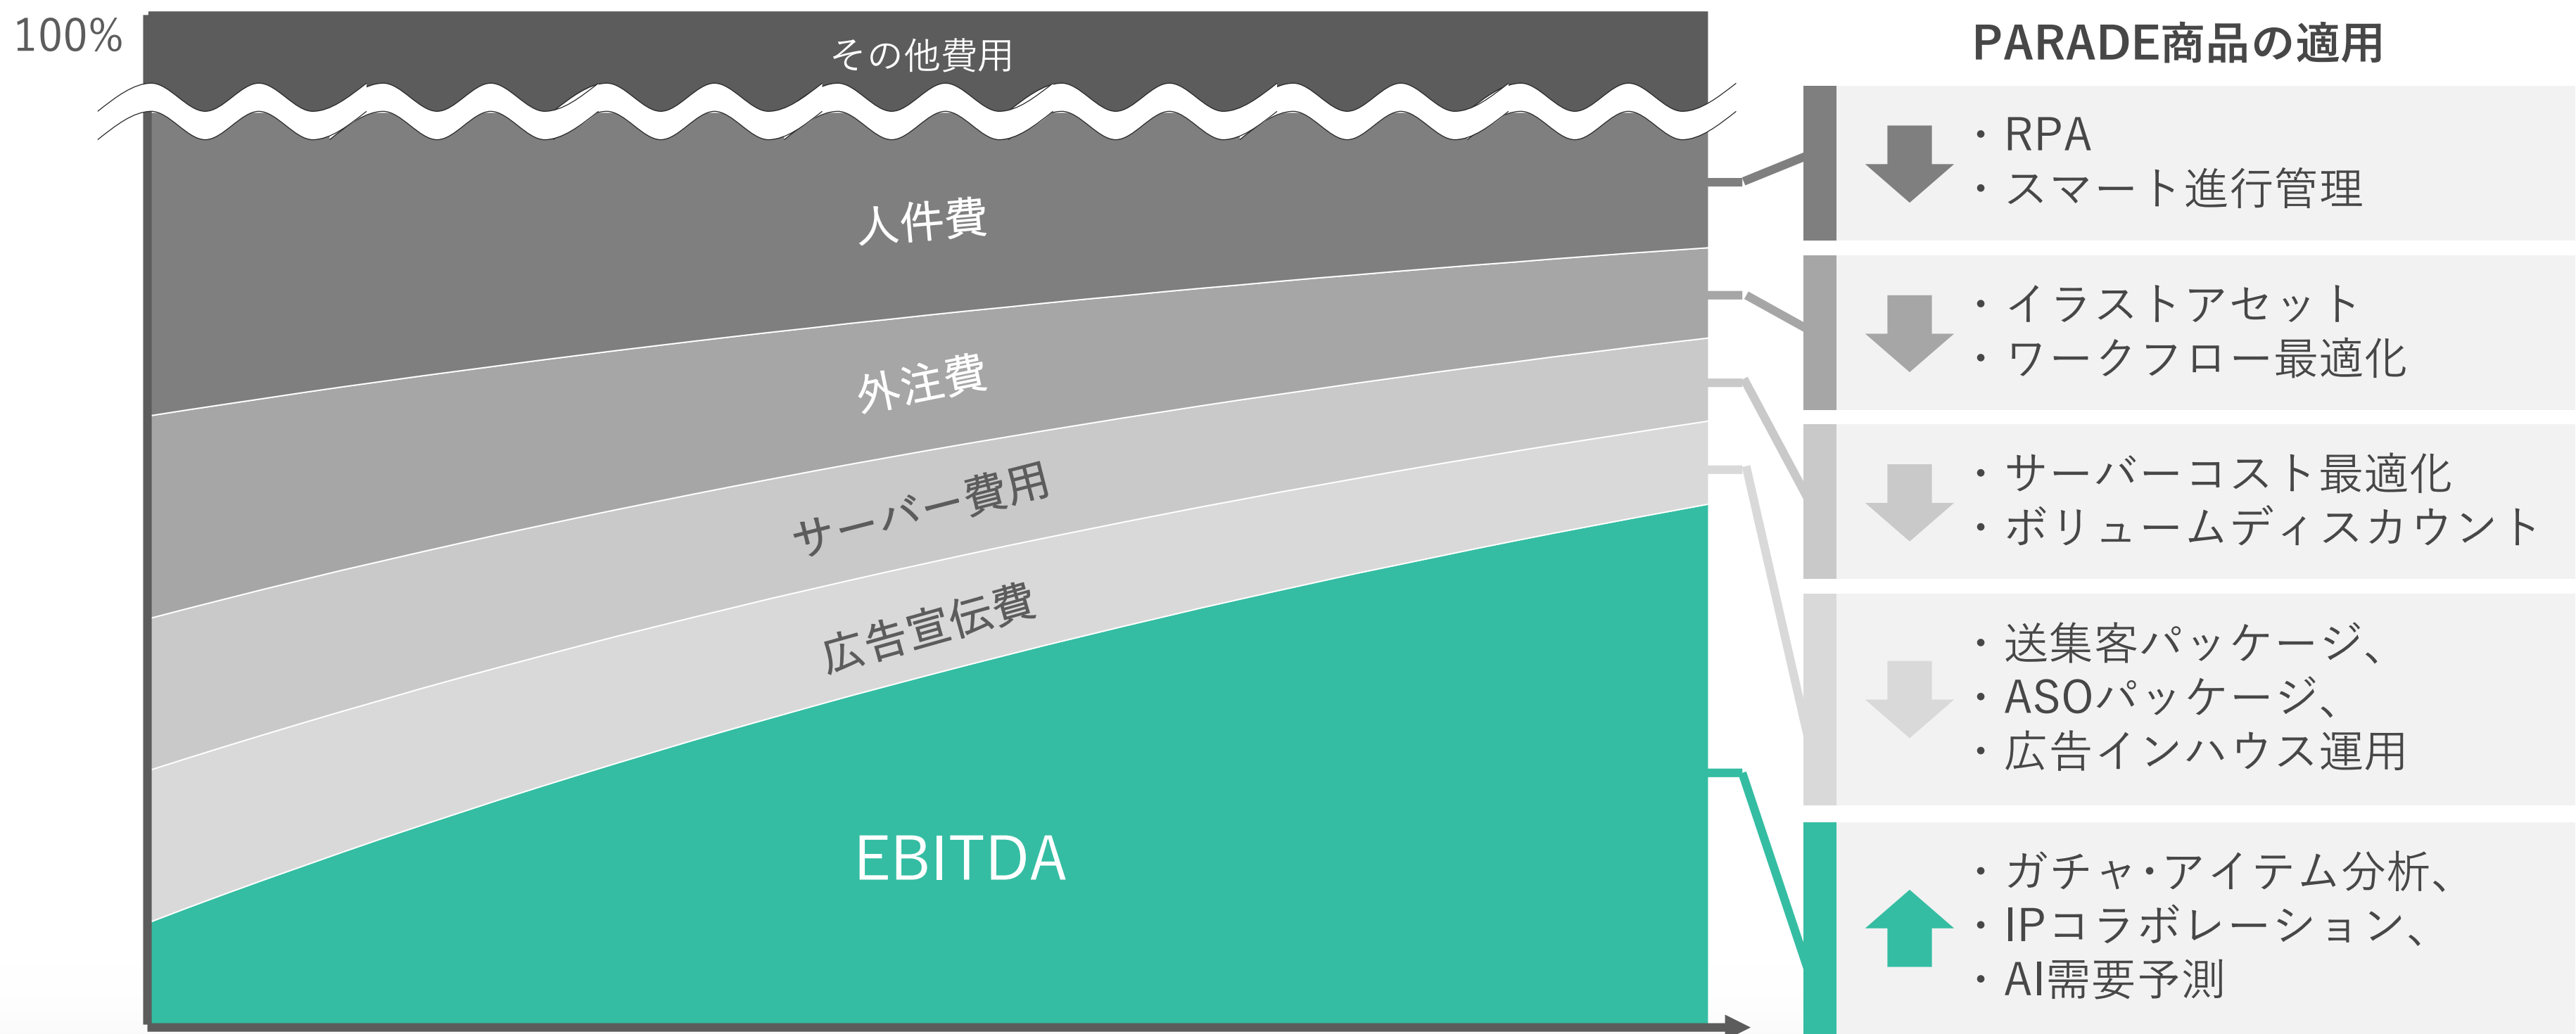 100%
その他費用
人件費
外注費
サーバー費用
広告宣伝費
EBITDA
PARADE商品の適用
・RPA
・スマート進行管理
・イラストアセット
・ワークフロー最適化
・サーバーコスト最適化
・ボリュームディスカウント
・送集客パッケージ、
・ASOパッケージ、
・広告インハウス運用
・ガチャ・アイテム分析、
・IPコラボレーション、
・AI需要予測